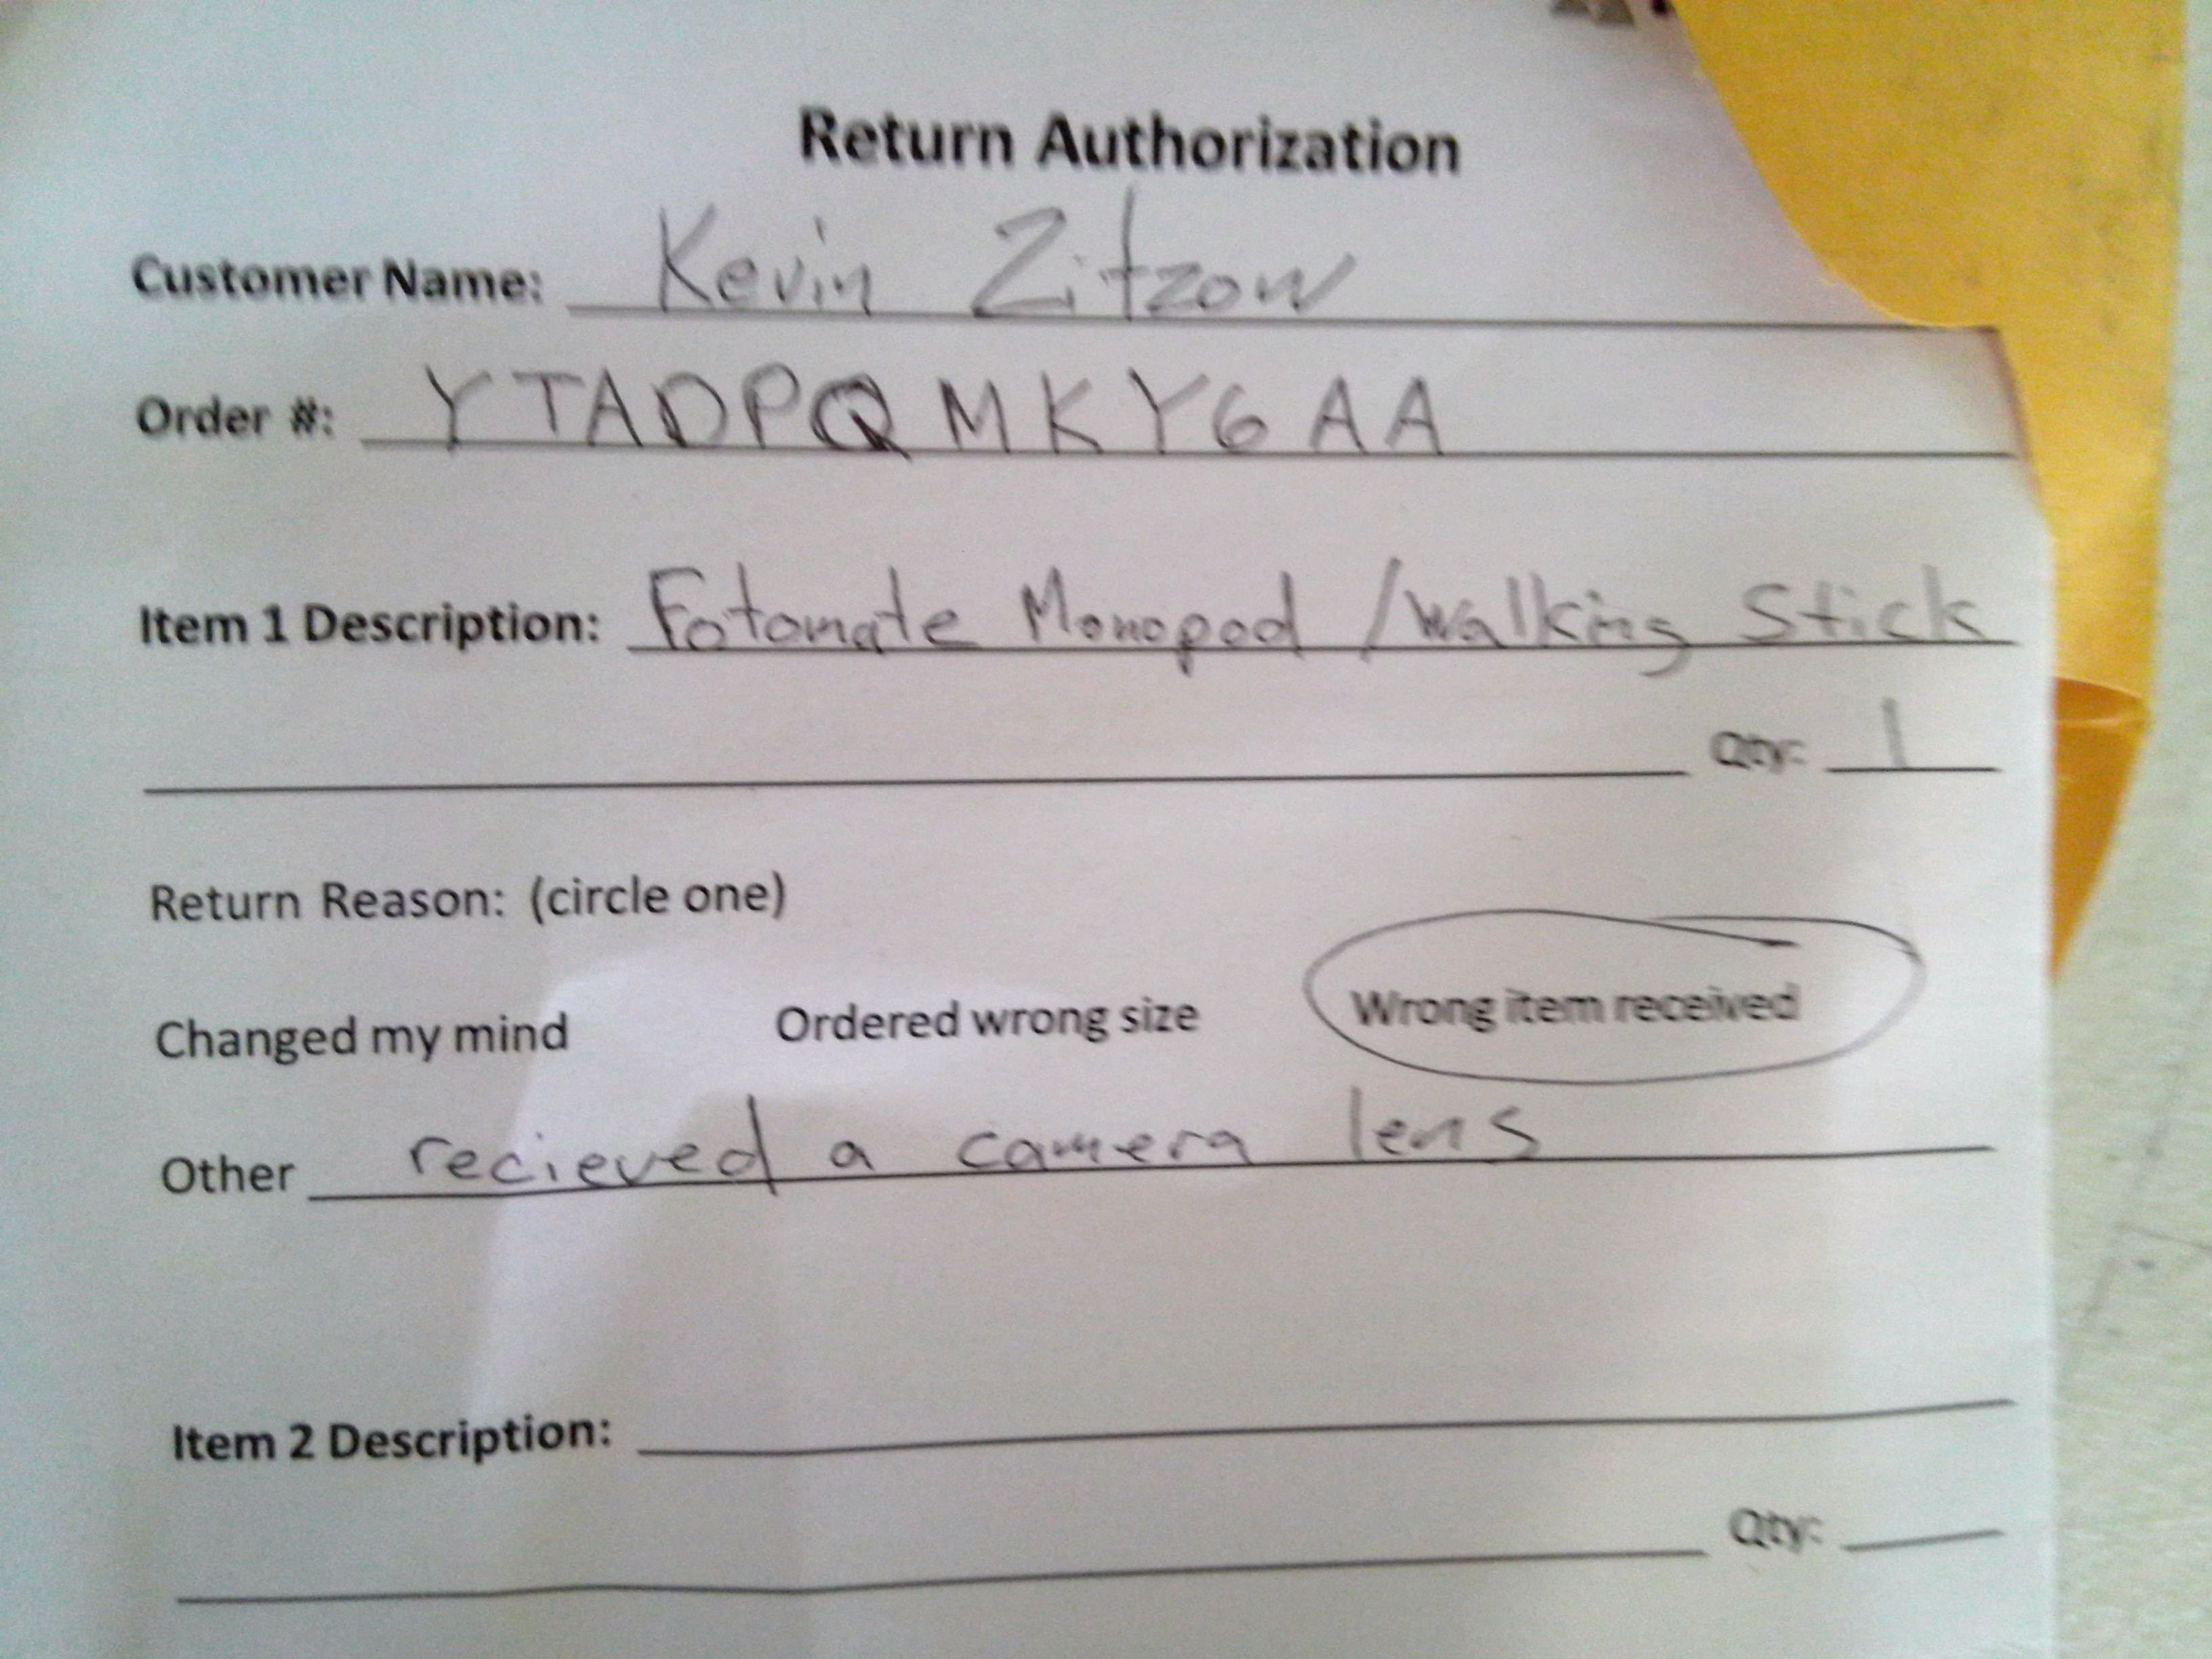 Return Authorization
Customer Name: Kevin Zitzow
Order #: YTADPQMKY6AA
Item 1 Description: Fotomate Monopod / Walking Stick
Qty: 1
Return Reason: (circle one)
Changed my mind Ordered wrong size Wrong item received
Other recieved a camera lens
Item 2 Description:
Qty: